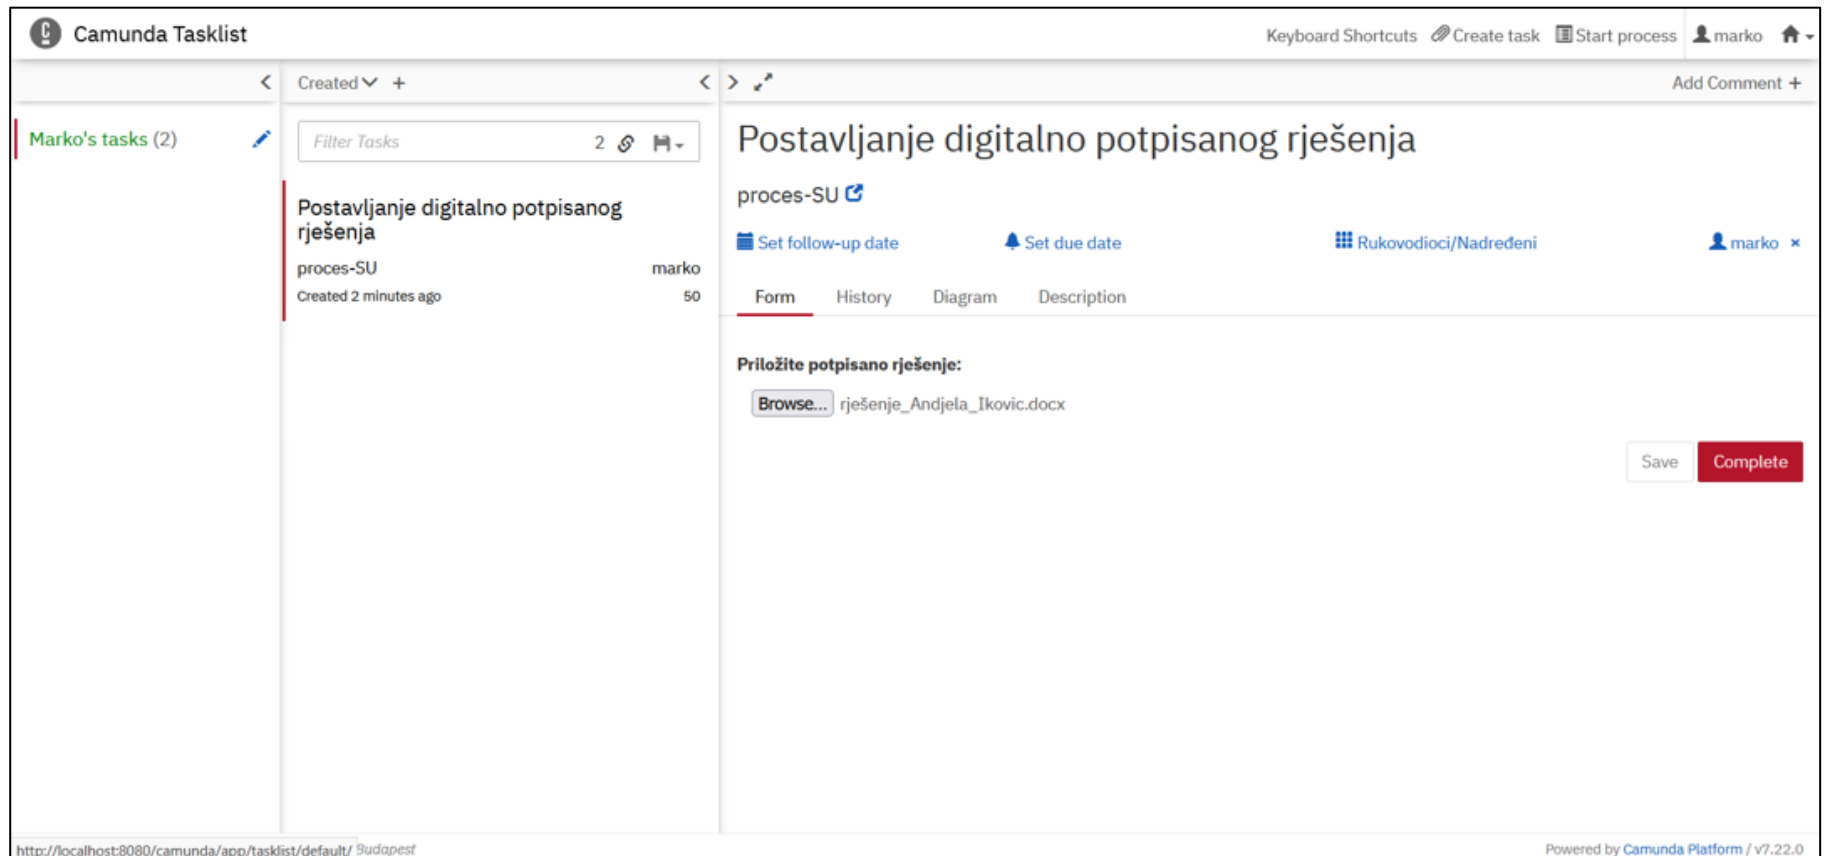 Camunda Tasklist
Keyboard Shortcuts Create task Start process marko
Created +
Add Comment +
Marko's tasks (2)
Filter Tasks 2
Postavljanje digitalno potpisanog
rješenja
proces-SU marko
Created 2 minutes ago 50
Postavljanje digitalno potpisanog rješenja
proces-SU
Set follow-up date Set due date Rukovodioci/Nadređeni marko ×
Form History Diagram Description
Priložite potpisano rješenje:
Browse... rješenje_Andjela_Ikovic.docx
Save Complete
http://localhost:8080/camunda/app/tasklist/default/ Budapest
Powered by Camunda Platform / v7.22.0